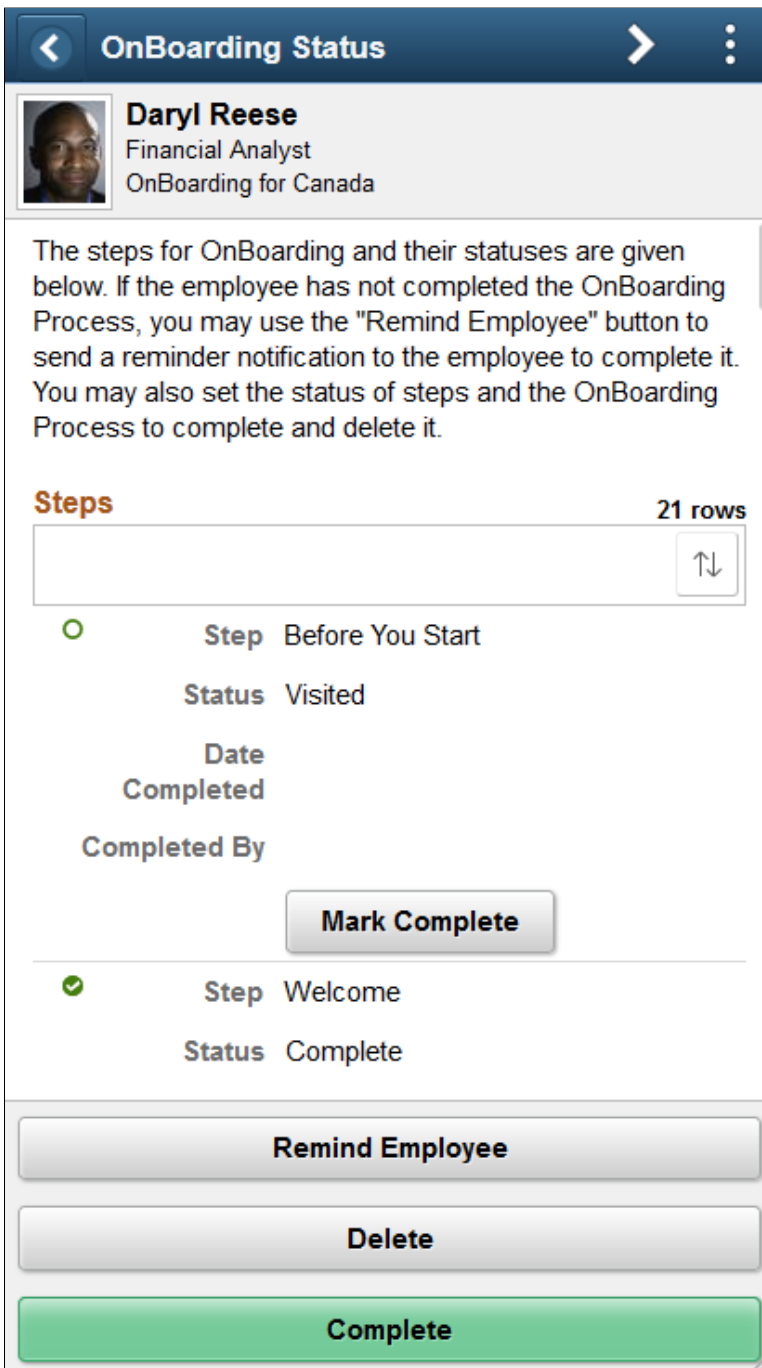 OnBoarding Status
Daryl Reese
Financial Analyst
OnBoarding for Canada
The steps for OnBoarding and their statuses are given
below. If the employee has not completed the OnBoarding
Process, you may use the "Remind Employee" button to
send a reminder notification to the employee to complete it.
You may also set the status of steps and the OnBoarding
Process to complete and delete it.
Steps
21 rows
Step Before You Start
Status Visited
Date
Completed
Completed By
Mark Complete
Step Welcome
Status Complete
Remind Employee
Delete
Complete